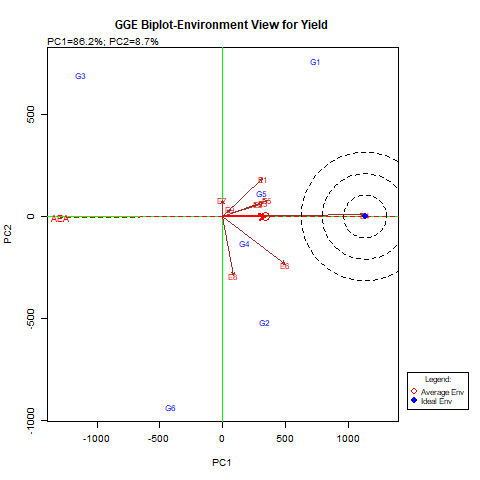 GGE Biplot-Environment View for Yield
PC1=86.2%; PC2=8.7%
G1
G3
500
E1
G5
E7
E5
AEA
0
G4
E6
E3
PC2
G2
-500
Legend:
Average Env
Ideal Env
G6
-1000
-1000
-500
0
500
1000
PC1